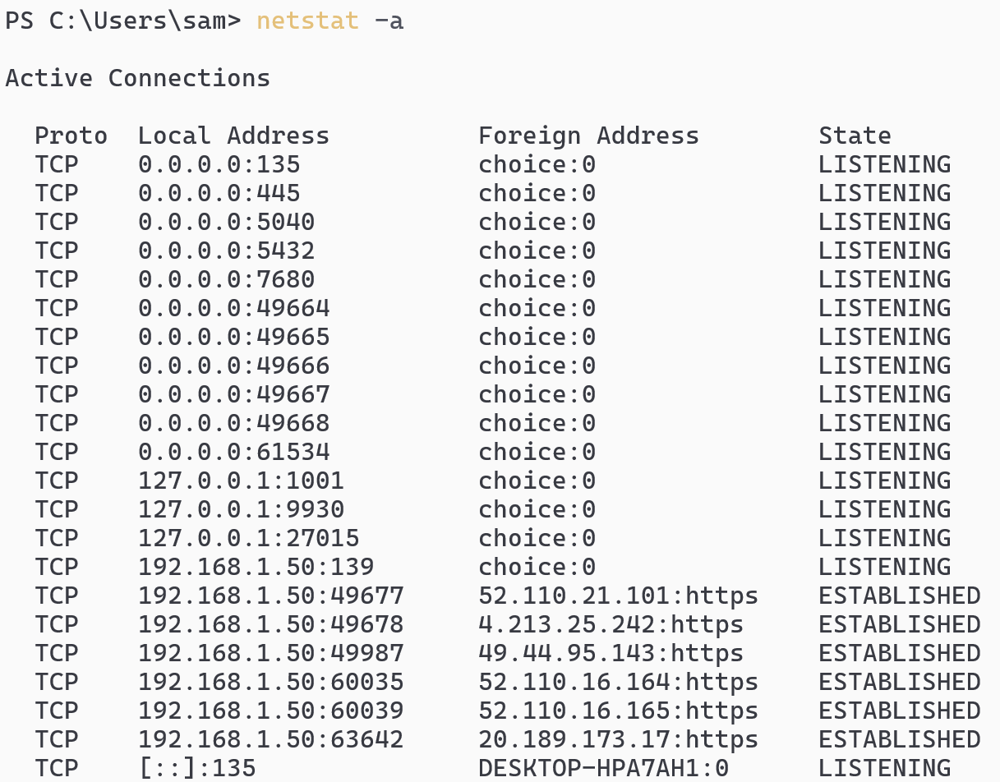 PS C:\Users\sam> netstat -a
Active Connections
Proto Local Address Foreign Address State
TCP 0.0.0.0:135 choice:0 LISTENING
TCP 0.0.0.0:445 choice:0 LISTENING
TCP 0.0.0.0:5040 choice:0 LISTENING
TCP 0.0.0.0:5432 choice:0 LISTENING
TCP 0.0.0.0:7680 choice:0 LISTENING
TCP 0.0.0.0:49664 choice:0 LISTENING
TCP 0.0.0.0:49665 choice:0 LISTENING
TCP 0.0.0.0:49666 choice:0 LISTENING
TCP 0.0.0.0:49667 choice:0 LISTENING
TCP 0.0.0.0:49668 choice:0 LISTENING
TCP 0.0.0.0:61534 choice:0 LISTENING
TCP 127.0.0.1:1001 choice:0 LISTENING
TCP 127.0.0.1:9930 choice:0 LISTENING
TCP 127.0.0.1:27015 choice:0 LISTENING
TCP 192.168.1.50:139 choice:0 LISTENING
TCP 192.168.1.50:49677 52.110.21.101:https ESTABLISHED
TCP 192.168.1.50:49678 4.213.25.242:https ESTABLISHED
TCP 192.168.1.50:49987 49.44.95.143:https ESTABLISHED
TCP 192.168.1.50:60035 52.110.16.164:https ESTABLISHED
TCP 192.168.1.50:60039 52.110.16.165:https ESTABLISHED
TCP 192.168.1.50:63642 20.189.173.17:https ESTABLISHED
TCP [::]:135 DESKTOP-HPA7AH1:0 LISTENING